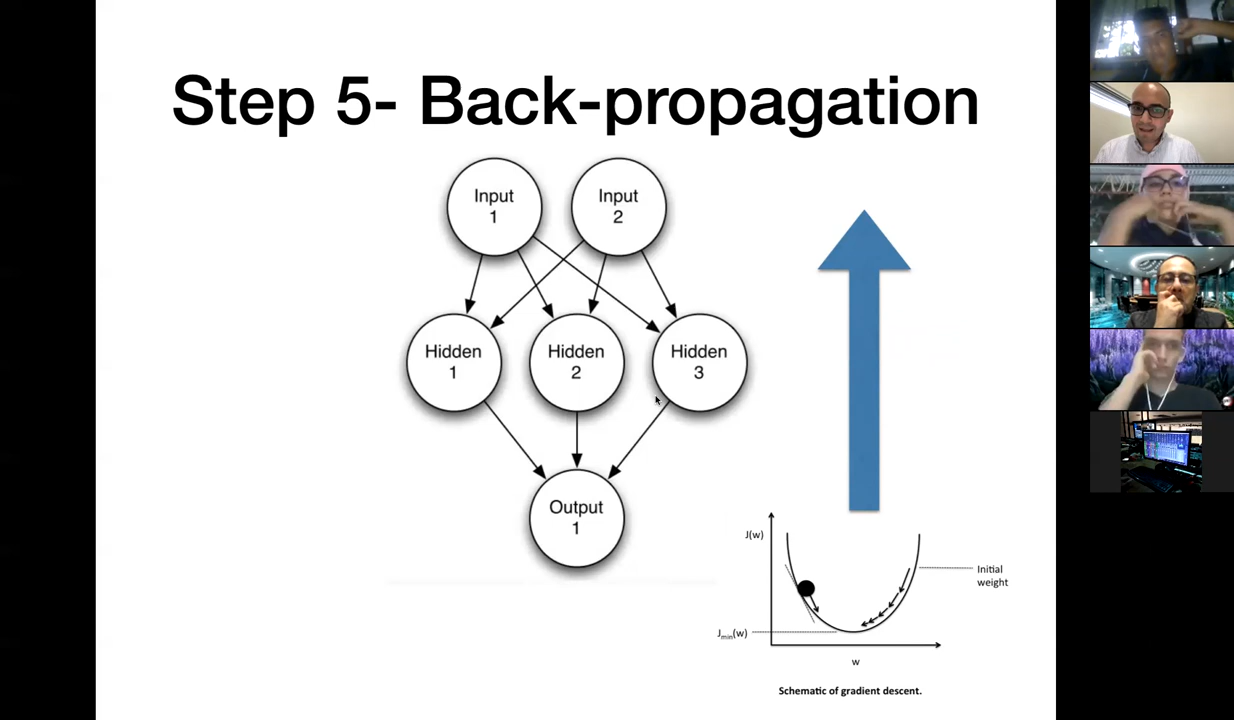 Step 5- Back-propagation
Input
1
Input
2
Hidden
1
Hidden
2
Hidden
3
Output
1
J(w)
Initial
weight
Jmin(w)
w
Schematic of gradient descent.